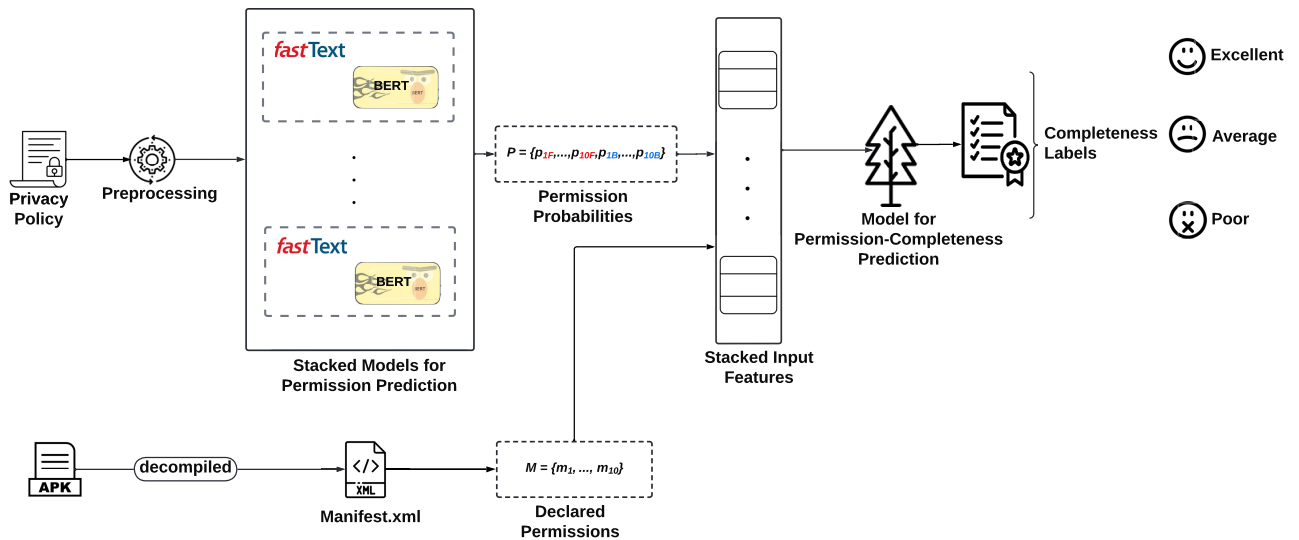 fastText
BERT
BERT
fastText
BERT
BERT
Privacy
Policy
Preprocessing
Stacked Models for
Permission Prediction
P = {p1F,...,p10F,p1B,...,p10B}
Permission
Probabilities
Stacked Input
Features
Model for
Permission-Completeness
Prediction
Completeness
Labels
Excellent
Average
Poor
APK
decompiled
</>
XML
Manifest.xml
M = {m1, ..., m10}
Declared
Permissions